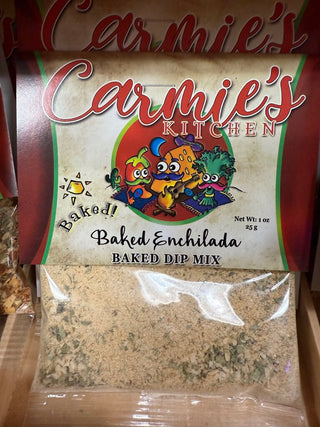 Carmie's
Carmie's
KITCHEN
Baked!
Net Wt: 1 oz
25 g
Baked Enchilada
BAKED DIP MIX